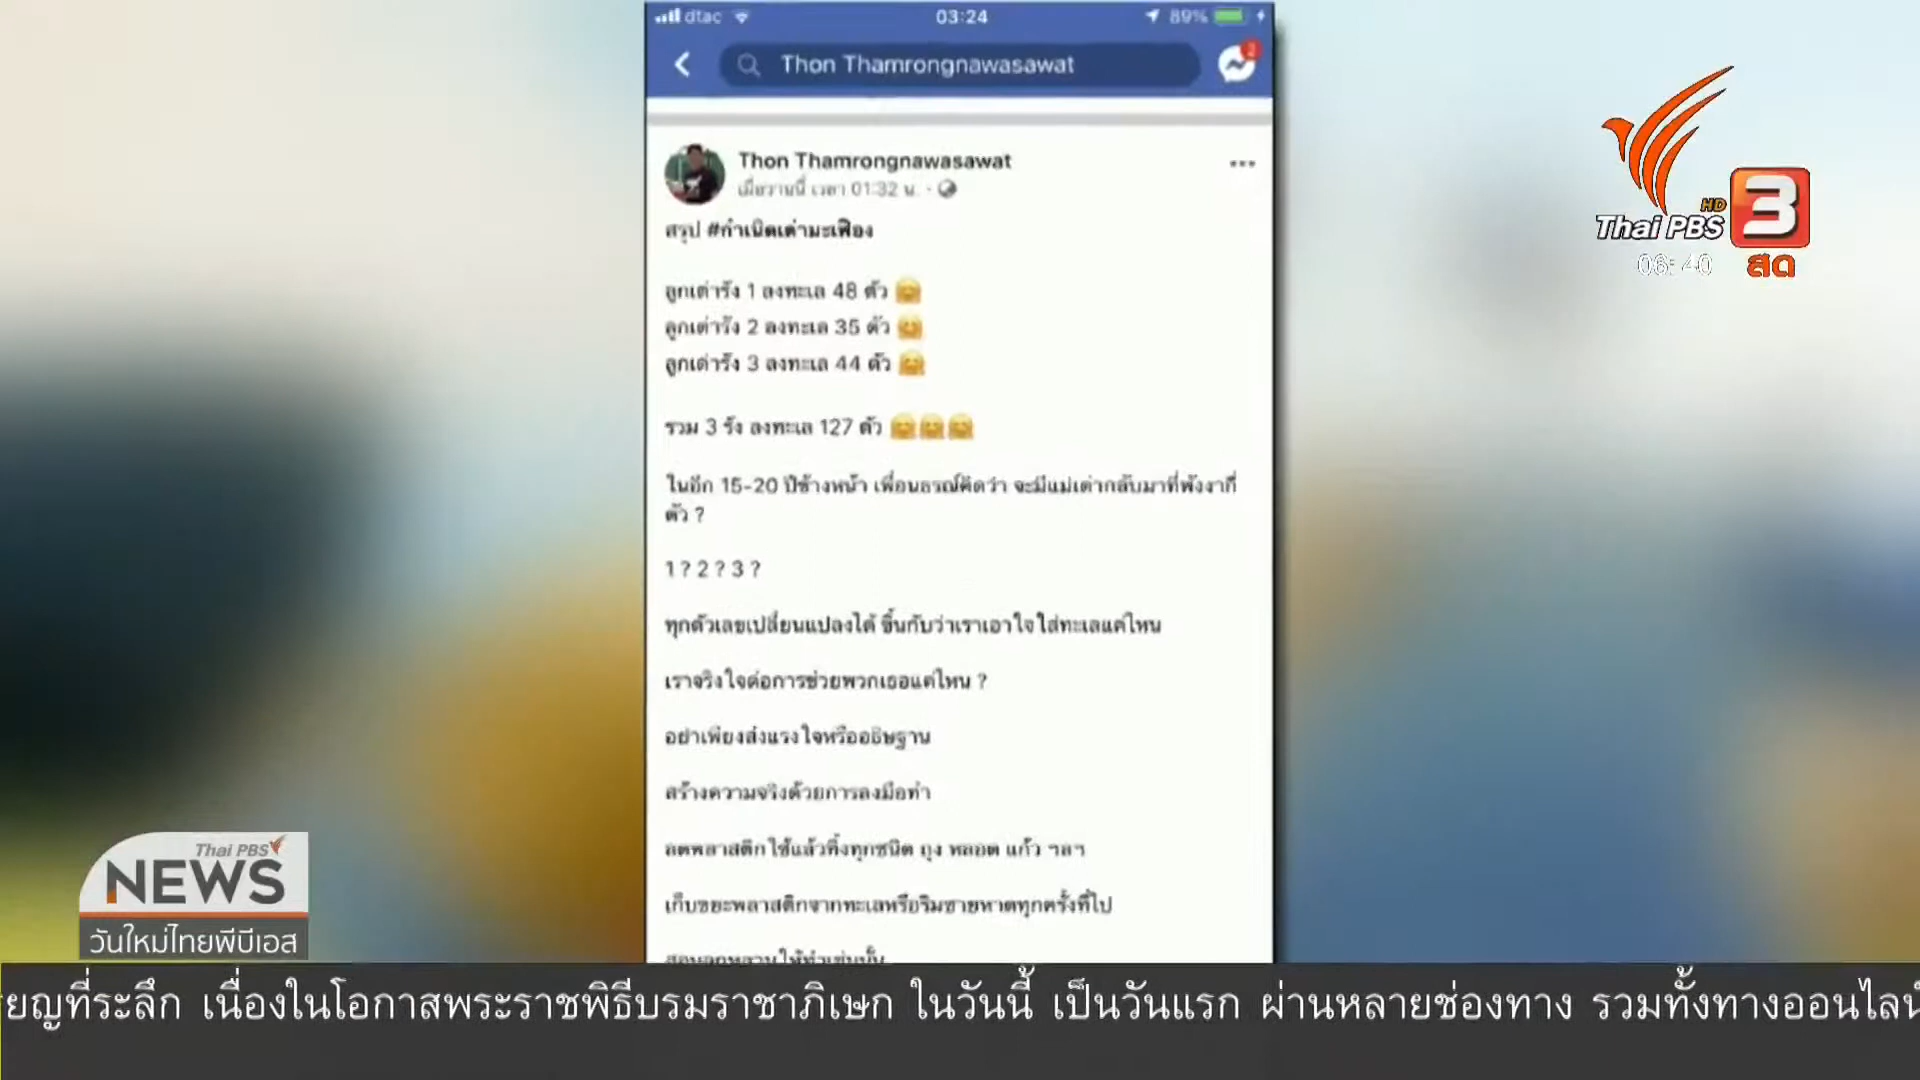 dtac 03:24 89%
Thon Thamrongnawasawat 2
Thon Thamrongnawasawat
เมื่อวานนี้ เวลา 01:32 น.
สรุป #กำเนิดเต่ามะเฟือง
ลูกเต่ารัง 1 ลงทะเล 48 ตัว 🤗
ลูกเต่ารัง 2 ลงทะเล 35 ตัว 🤗
ลูกเต่ารัง 3 ลงทะเล 44 ตัว 🤗
รวม 3 รัง ลงทะเล 127 ตัว 🤗🤗🤗
ในอีก 15-20 ปีข้างหน้า เพื่อนธรณ์คิดว่า จะมีแม่เต่ากลับมาที่พังงากี่
ตัว ?
1 ? 2 ? 3 ?
ทุกตัวเลขเปลี่ยนแปลงได้ ขึ้นกับว่าเราเอาใจใส่ทะเลแค่ไหน
เราจริงใจต่อการช่วยพวกเธอแค่ไหน ?
อย่าเพียงส่งแรงใจหรืออธิษฐาน
สร้างความจริงด้วยการลงมือทำ
ลดพลาสติกใช้แล้วทิ้งทุกชนิด ถุง หลอด แก้ว ฯลฯ
เก็บขยะพลาสติกจากทะเลหรือริมชายหาดทุกครั้งที่ไป
สอนลูกหลานให้ทำเช่นนั้น
Thai PBS HD 3
06:40 สด
Thai PBS
NEWS
วันใหม่ไทยพีบีเอส
ยญที่ระลึก เนื่องในโอกาสพระราชพิธีบรมราชาภิเษก ในวันนี้ เป็นวันแรก ผ่านหลายช่องทาง รวมทั้งทางออนไลน์